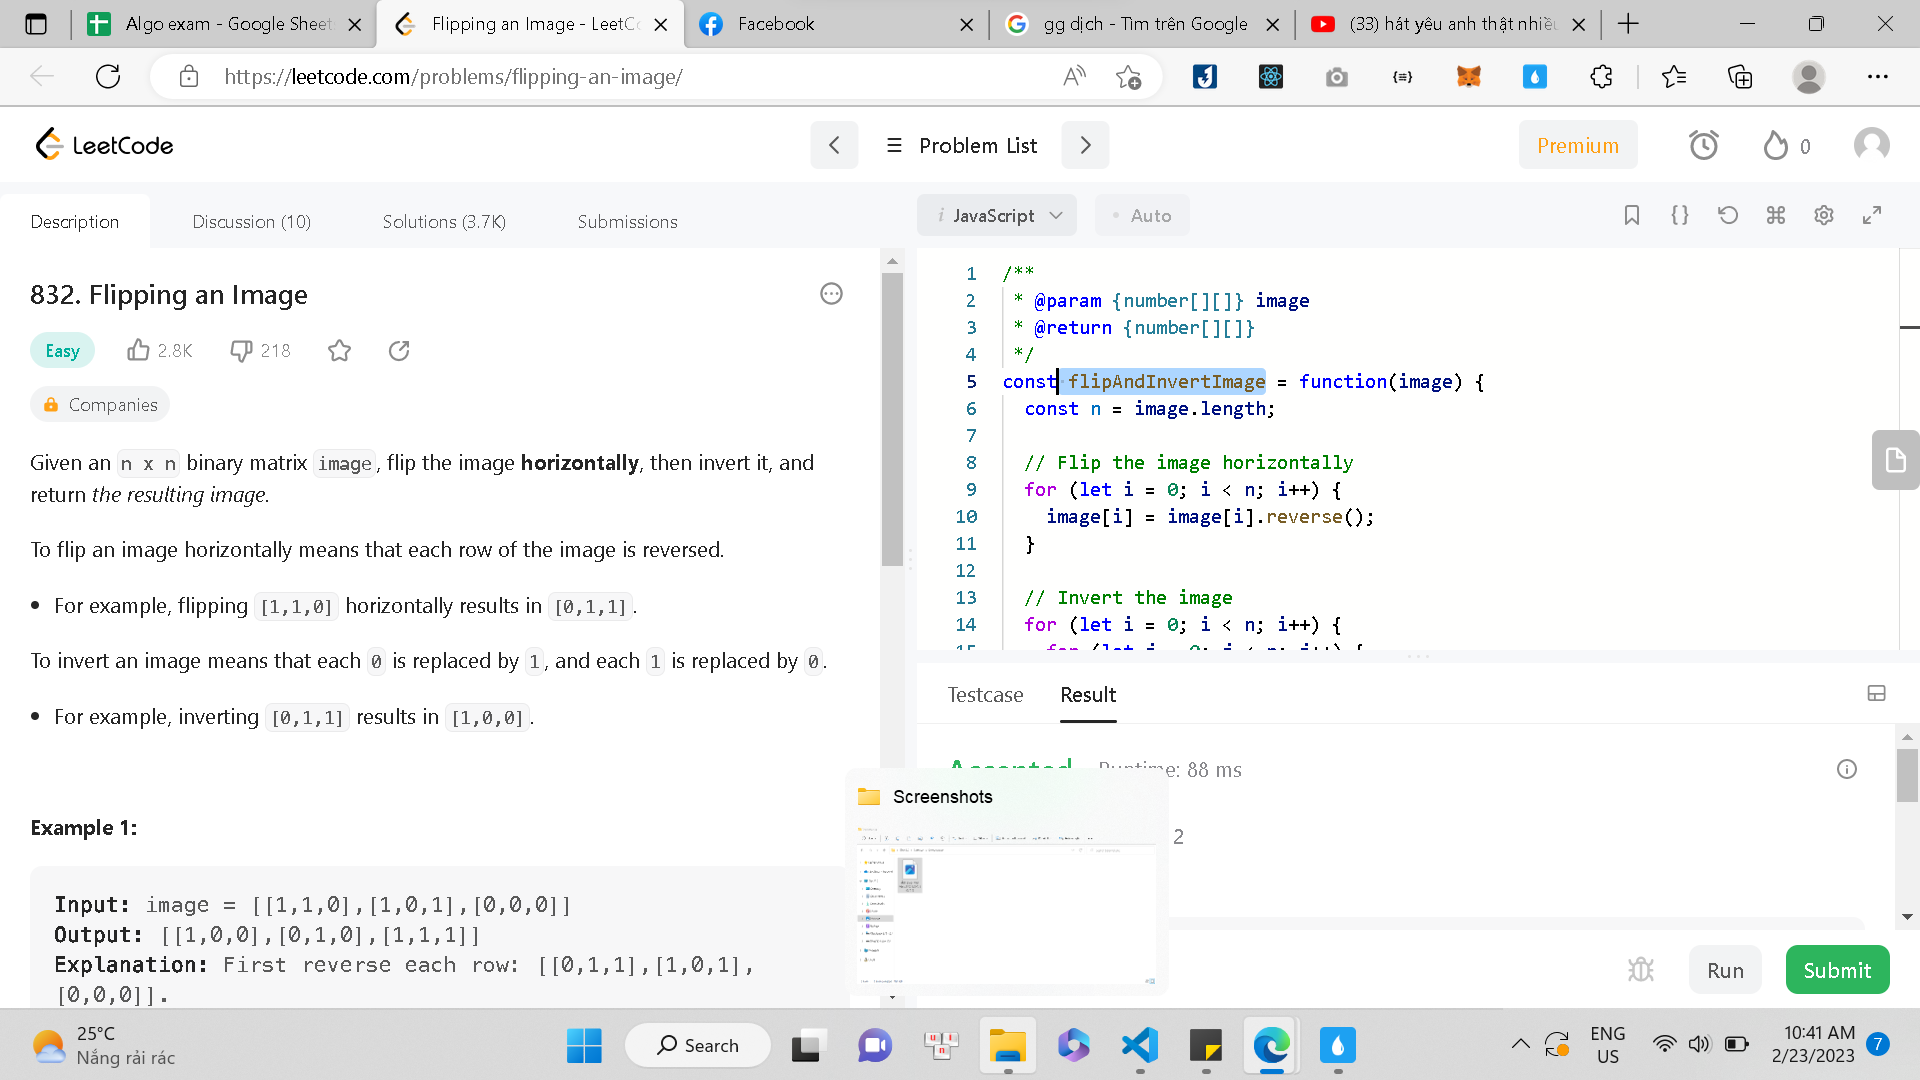 Algo exam - Google Sheet
Flipping an Image - LeetCo
Facebook
gg dịch - Tìm trên Google
(33) hát yêu anh thật nhiều
https://leetcode.com/problems/flipping-an-image/
LeetCode
Problem List
Premium
0
Description
Discussion (10)
Solutions (3.7K)
Submissions
i JavaScript
• Auto
832. Flipping an Image
Easy
2.8K
218
Companies
Given an n x n binary matrix image, flip the image horizontally, then invert it, and
return the resulting image.
To flip an image horizontally means that each row of the image is reversed.
• For example, flipping [1,1,0] horizontally results in [0,1,1].
To invert an image means that each 0 is replaced by 1, and each 1 is replaced by 0.
• For example, inverting [0,1,1] results in [1,0,0].
Example 1:
Input: image = [[1,1,0],[1,0,1],[0,0,0]]
Output: [[1,0,0],[0,1,0],[1,1,1]]
Explanation: First reverse each row: [[0,1,1],[1,0,1],
[0,0,0]].
1 /**
2 * @param {number[][]} image
3 * @return {number[][]}
4 */
5 const flipAndInvertImage = function(image) {
6 const n = image.length;
7
8 // Flip the image horizontally
9 for (let i = 0; i < n; i++) {
10 image[i] = image[i].reverse();
11 }
12
13 // Invert the image
14 for (let i = 0; i < n; i++) {
Testcase
Result
Accepted
Runtime: 88 ms
Screenshots
2
Run
Submit
25°C
Nắng rải rác
Search
ENG
US
10:41 AM
2/23/2023
7